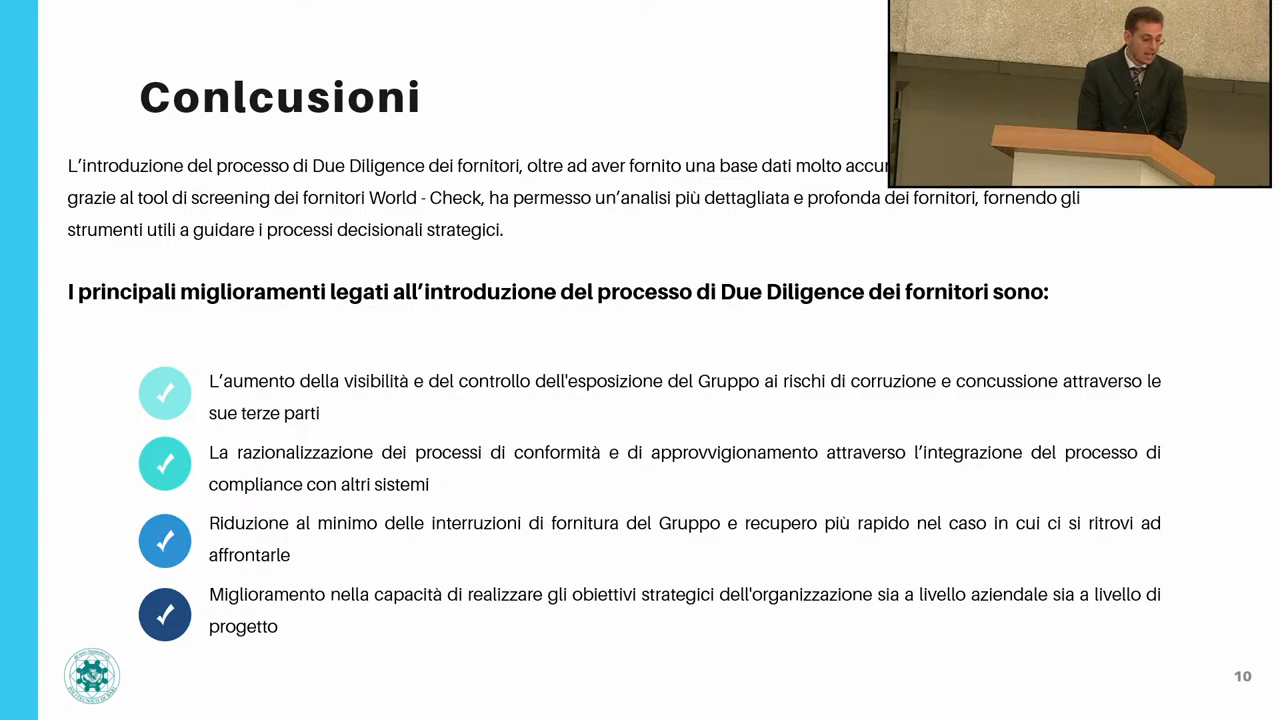 Conlcusioni
L’introduzione del processo di Due Diligence dei fornitori, oltre ad aver fornito una base dati molto
grazie al tool di screening dei fornitori World - Check, ha permesso un’analisi più dettagliata e profonda dei fornitori, fornendo gli
strumenti utili a guidare i processi decisionali strategici.
I principali miglioramenti legati all’introduzione del processo di Due Diligence dei fornitori sono:
L’aumento della visibilità e del controllo dell'esposizione del Gruppo ai rischi di corruzione e concussione attraverso le
sue terze parti
La razionalizzazione dei processi di conformità e di approvvigionamento attraverso l’integrazione del processo di
compliance con altri sistemi
Riduzione al minimo delle interruzioni di fornitura del Gruppo e recupero più rapido nel caso in cui ci si ritrovi ad
affrontarle
Miglioramento nella capacità di realizzare gli obiettivi strategici dell'organizzazione sia a livello aziendale sia a livello di
progetto
POLITECNICO DI BARI
10